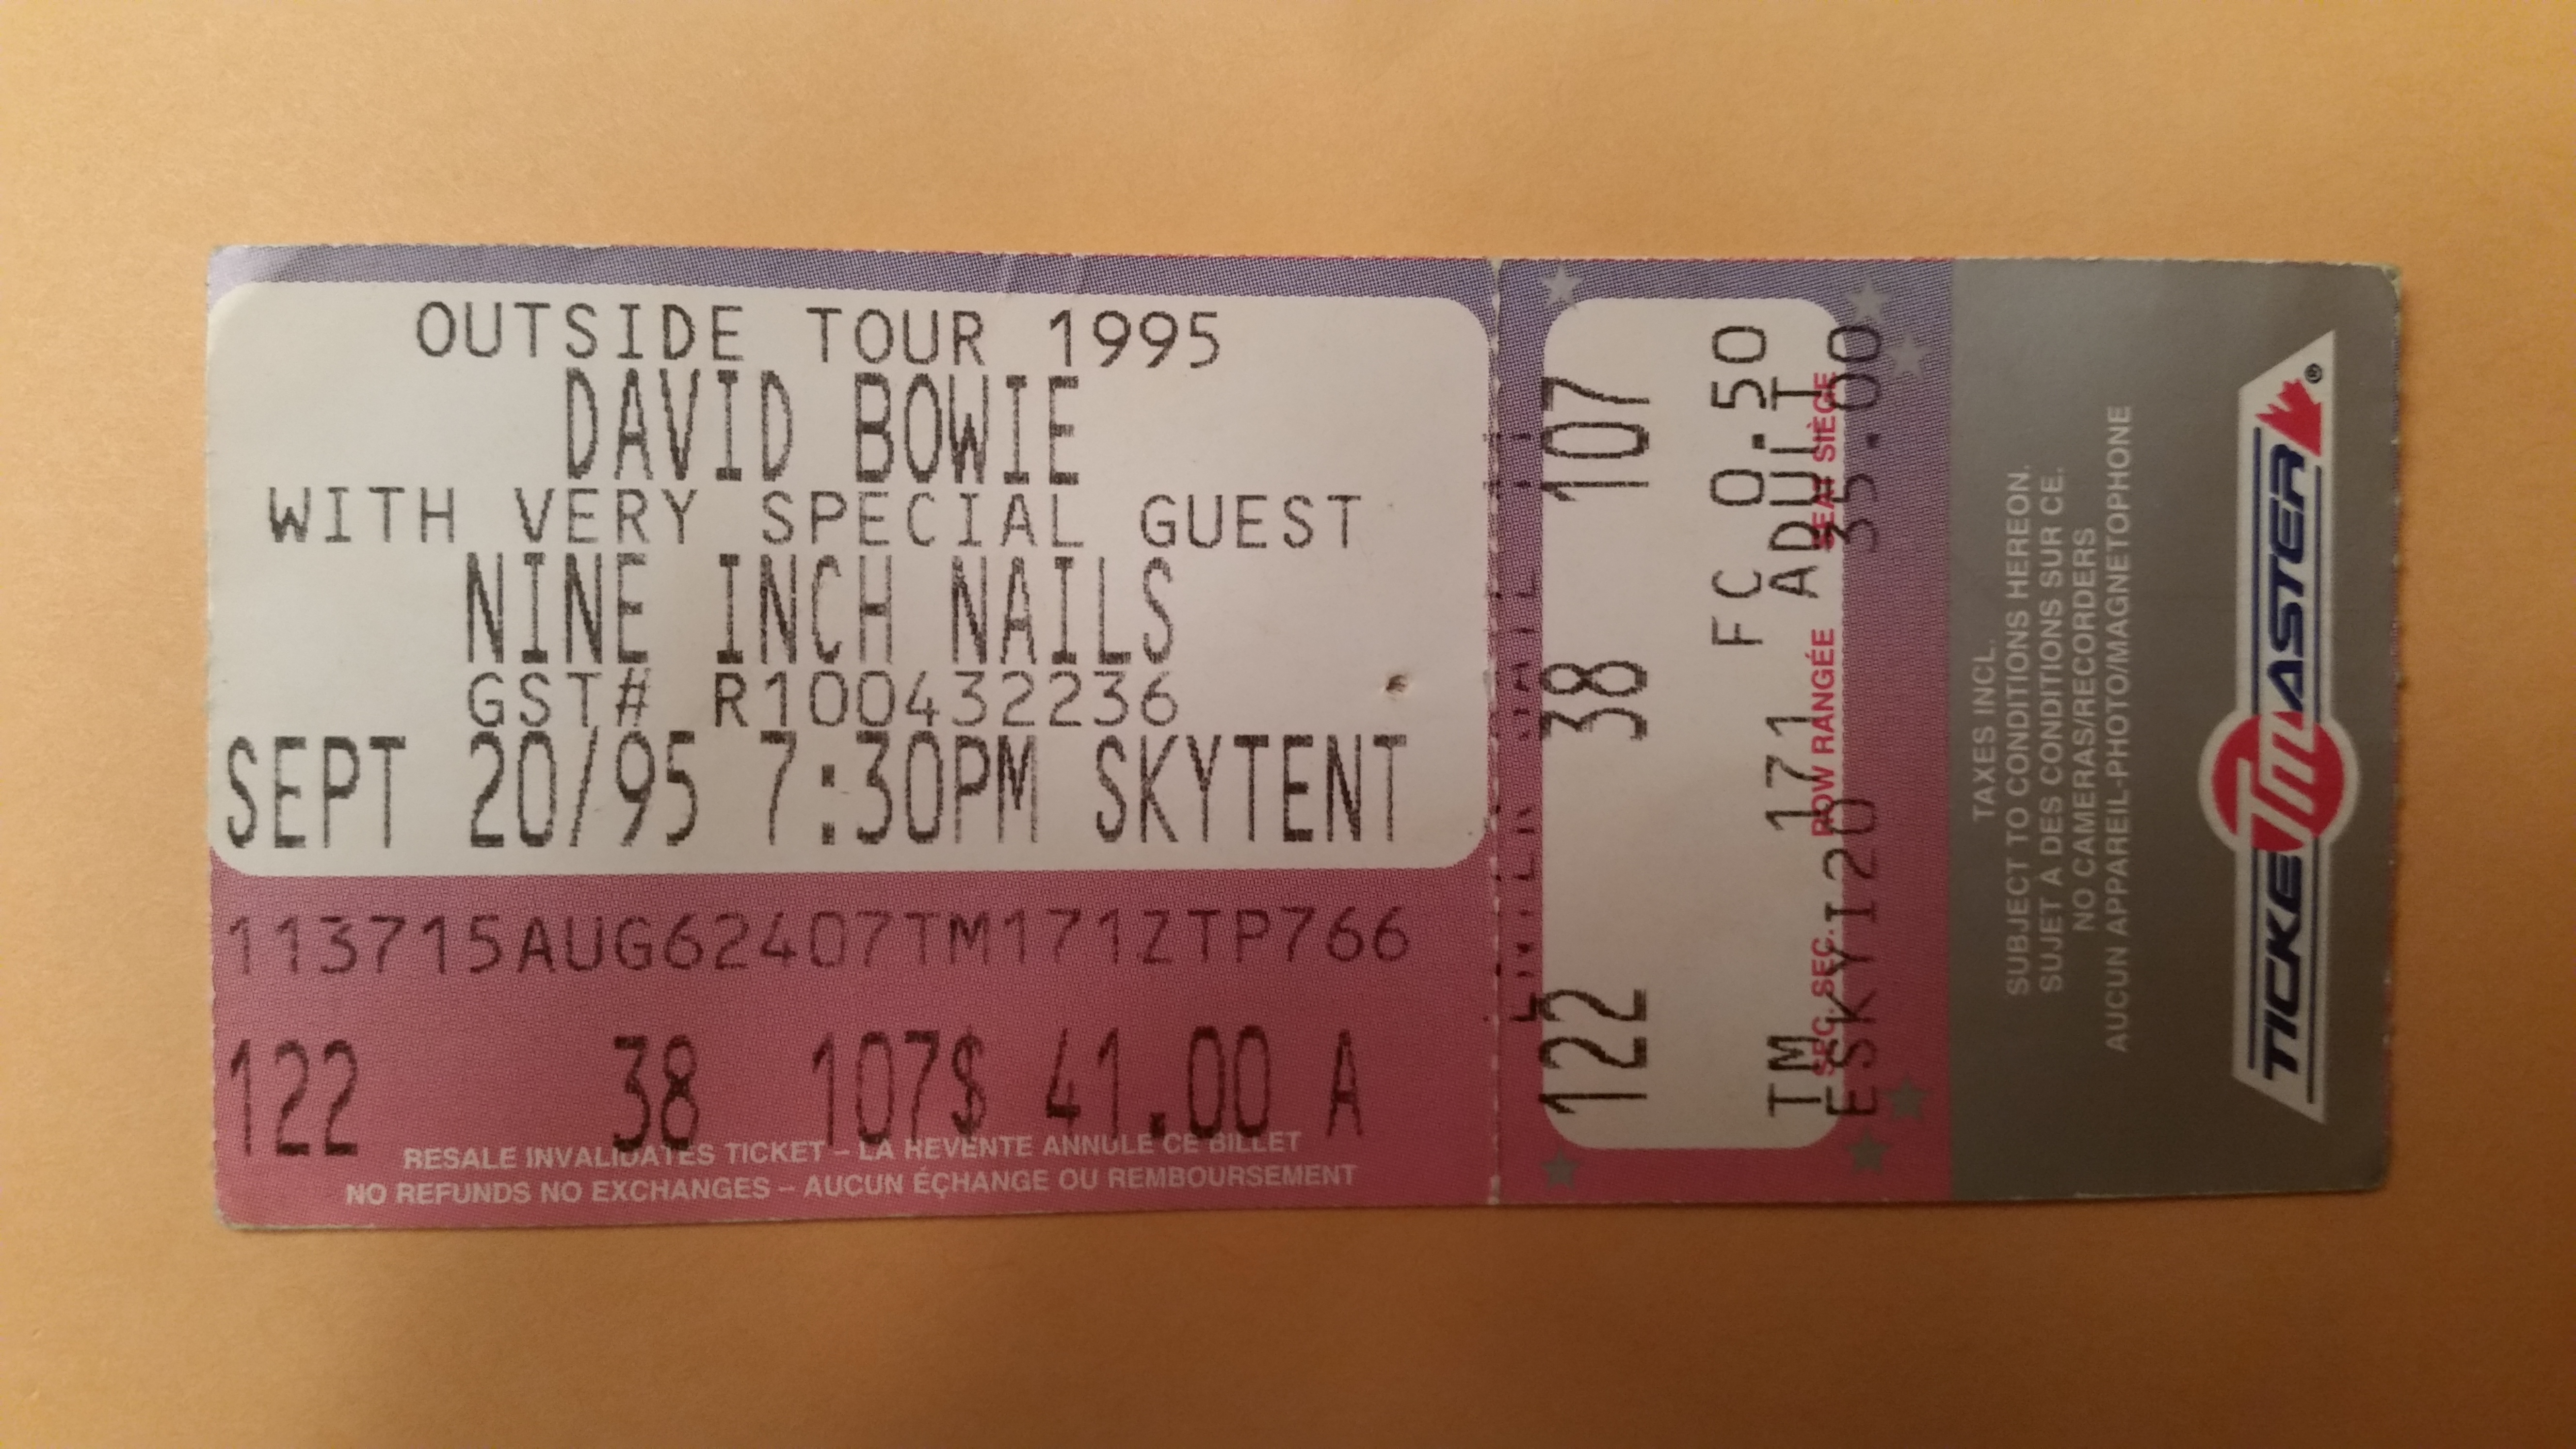 OUTSIDE TOUR 1995
DAVID BOWIE
WITH VERY SPECIAL GUEST
NINE INCH NAILS
GST# R100432236
SEPT 20/95 7:30PM SKYTENT
113715AUG62407TM171ZTP766
122 38 107$ 41.00 A
RESALE INVALIDATES TICKET – LA REVENTE ANNULE CE BILLET
NO REFUNDS NO EXCHANGES – AUCUN ÉÇHANGE OU REMBOURSEMENT
122 38 107
FC 0.50
TM 171 ADULT
SEC. SEC. ROW RANGÉE SEAT SIÈGE
ESKY120 35.00
TAXES INCL.
SUBJECT TO CONDITIONS HEREON.
SUJET À DES CONDITIONS SUR CE.
NO CAMERAS/RECORDERS
AUCUN APPAREIL-PHOTO/MAGNETOPHONE
TICKETMASTER®